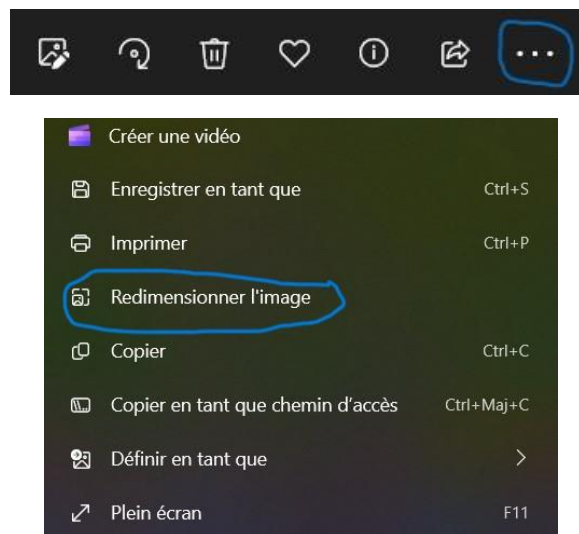 Créer une vidéo
Enregistrer en tant que Ctrl+S
Imprimer Ctrl+P
Redimensionner l'image
Copier Ctrl+C
Copier en tant que chemin d’accès Ctrl+Maj+C
Définir en tant que
Plein écran F11